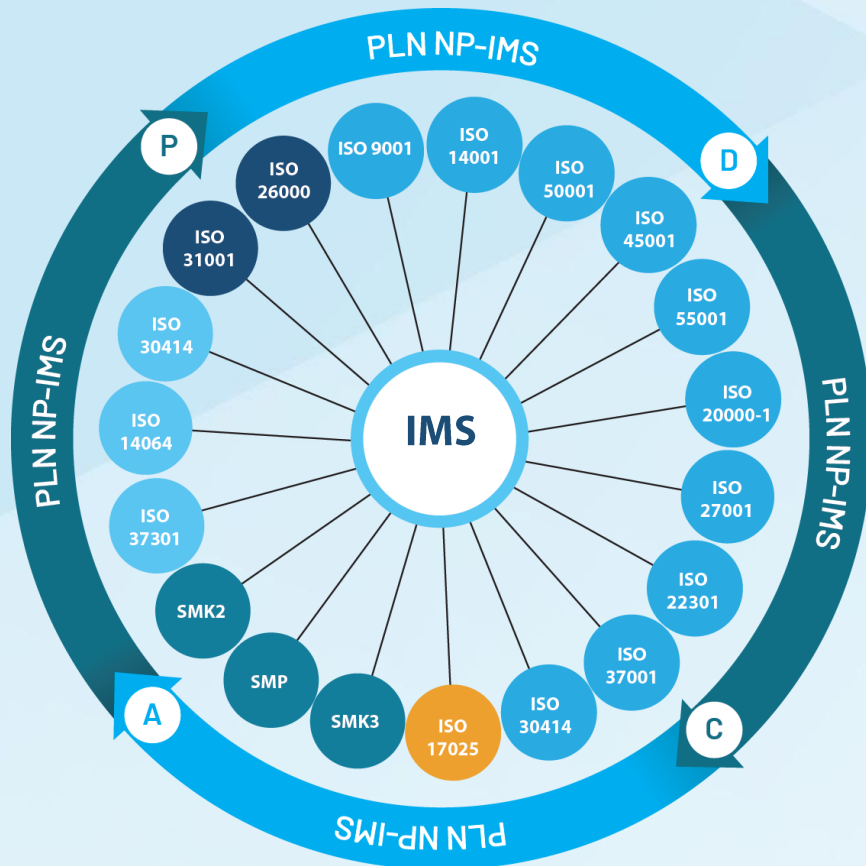 PLN NP-IMS
P
D
ISO 9001
ISO
14001
ISO
50001
ISO
45001
ISO
55001
ISO
20000-1
ISO
27001
ISO
22301
ISO
37001
ISO
30414
ISO
17025
SMK3
SMP
SMK2
ISO
37301
ISO
14064
ISO
30414
ISO
31001
ISO
26000
IMS
PLN NP-IMS
C
PLN NP-IMS
A
PLN NP-IMS